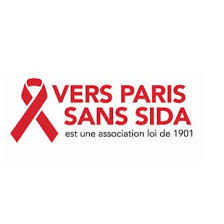 VERS PARIS
SANS SIDA
est une association loi de 1901